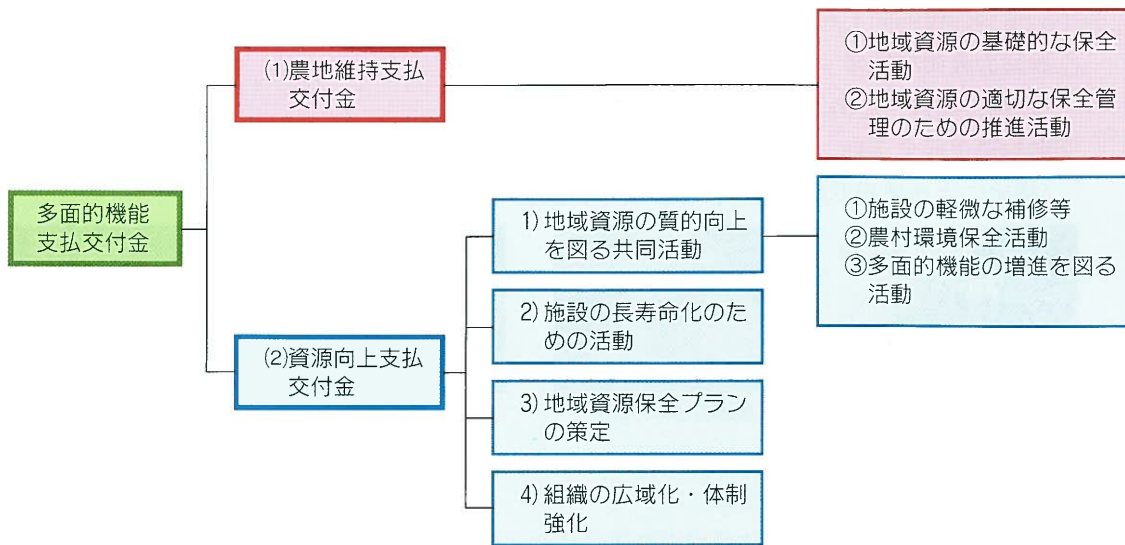 (1)農地維持支払
交付金
①地域資源の基礎的な保全
活動
②地域資源の適切な保全管
理のための推進活動
多面的機能
支払交付金
(2)資源向上支払
交付金
1)地域資源の質的向上
を図る共同活動
①施設の軽微な補修等
②農村環境保全活動
③多面的機能の増進を図る
活動
2)施設の長寿命化のた
めの活動
3)地域資源保全プラン
の策定
4)組織の広域化・体制
強化